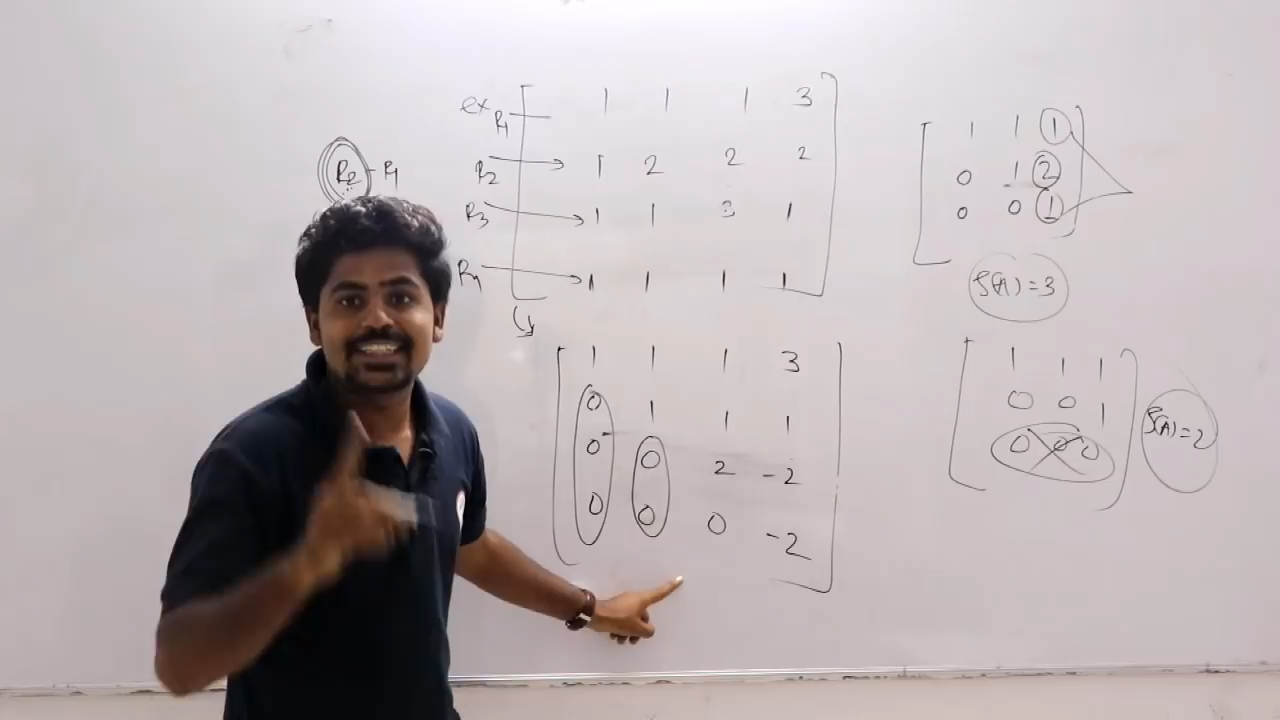 R2 - R1
ex
R1 1 1 1 3
R2 1 2 2 2
R3 1 1 3 1
R4 1 1 1 1
1 1 1 3
0 1 1 1
0 0 2 -2
0 0 0 -2
1 1 1
0 1 2
0 0 1
ρ(A) = 3
1 1 1
0 0 1
0 0 0
ρ(A) = 2